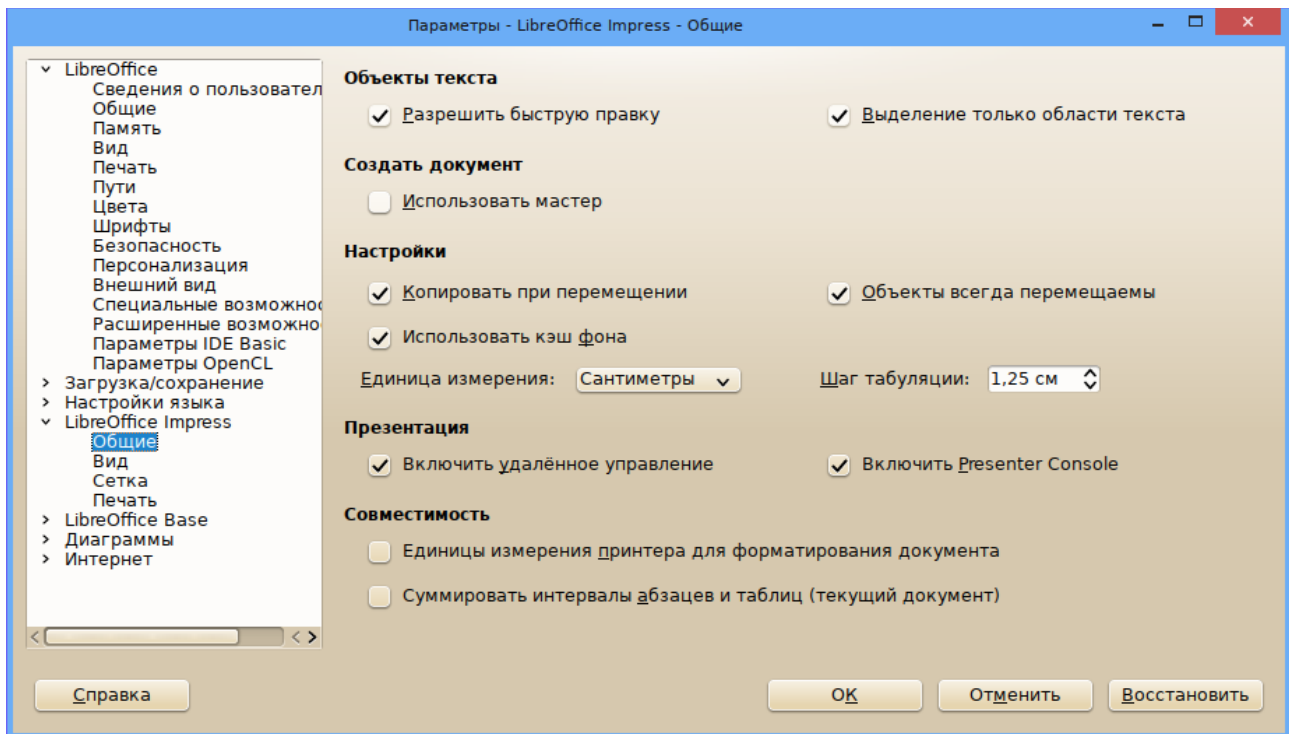 Параметры - LibreOffice Impress - Общие
LibreOffice
Сведения о пользовател
Общие
Память
Вид
Печать
Пути
Цвета
Шрифты
Безопасность
Персонализация
Внешний вид
Специальные возможнос
Расширенные возможно
Параметры IDE Basic
Параметры OpenCL
Загрузка/сохранение
Настройки языка
LibreOffice Impress
Общие
Вид
Сетка
Печать
LibreOffice Base
Диаграммы
Интернет
Объекты текста
Разрешить быструю правку
Выделение только области текста
Создать документ
Использовать мастер
Настройки
Копировать при перемещении
Объекты всегда перемещаемы
Использовать кэш фона
Единица измерения: Сантиметры
Шаг табуляции: 1,25 см
Презентация
Включить удалённое управление
Включить Presenter Console
Совместимость
Единицы измерения принтера для форматирования документа
Суммировать интервалы абзацев и таблиц (текущий документ)
Справка
ОК
Отменить
Восстановить